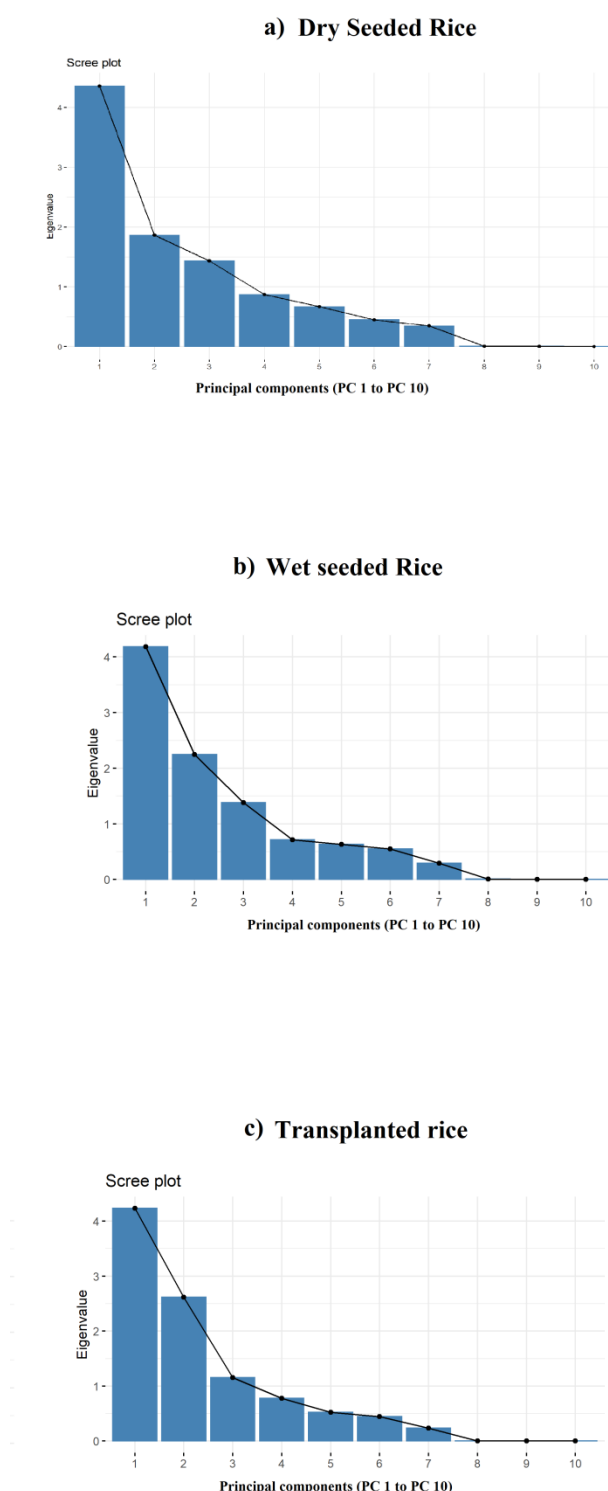 a) Dry Seeded Rice
Scree plot
4
3
2
1
0
Eigenvalue
1 2 3 4 5 6 7 8 9 10
Principal components (PC 1 to PC 10)
b) Wet seeded Rice
Scree plot
4
3
2
1
0
Eigenvalue
1 2 3 4 5 6 7 8 9 10
Principal components (PC 1 to PC 10)
c) Transplanted rice
Scree plot
4
3
2
1
0
Eigenvalue
1 2 3 4 5 6 7 8 9 10
Principal components (PC 1 to PC 10)